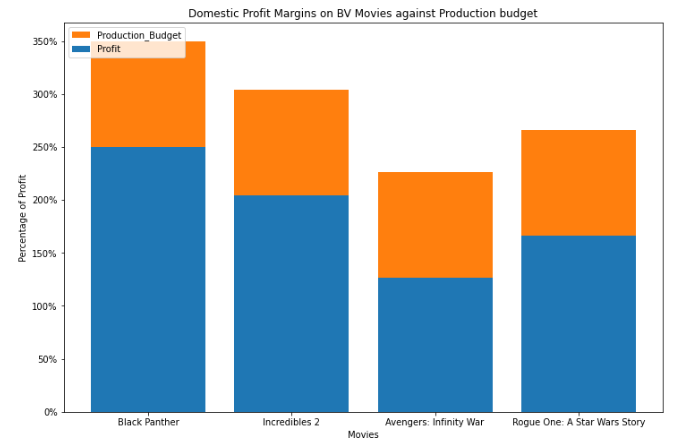 Domestic Profit Margins on BV Movies against Production budget
Production_Budget
Profit
350%
300%
250%
200%
150%
100%
50%
0%
Percentage of Profit
Black Panther
Incredibles 2
Avengers: Infinity War
Rogue One: A Star Wars Story
Movies